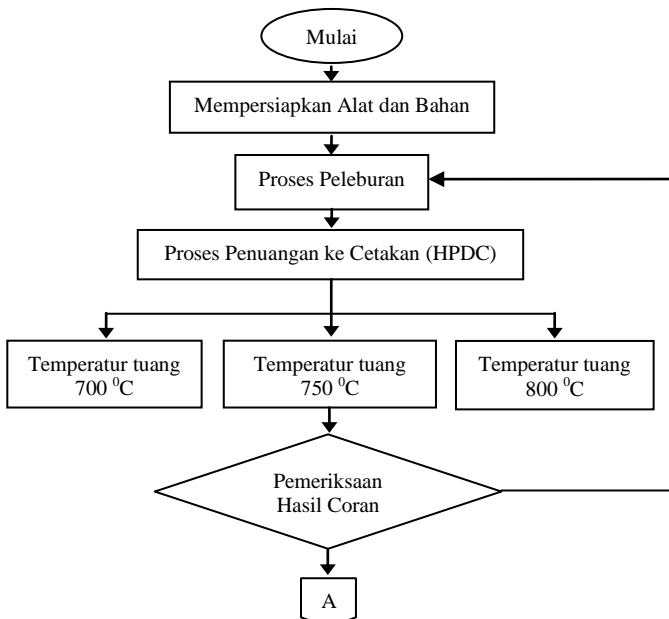 Mulai
Mempersiapkan Alat dan Bahan
Proses Peleburan
Proses Penuangan ke Cetakan (HPDC)
Temperatur tuang
700 ⁰C
Temperatur tuang
750 ⁰C
Temperatur tuang
800 ⁰C
Pemeriksaan
Hasil Coran
A